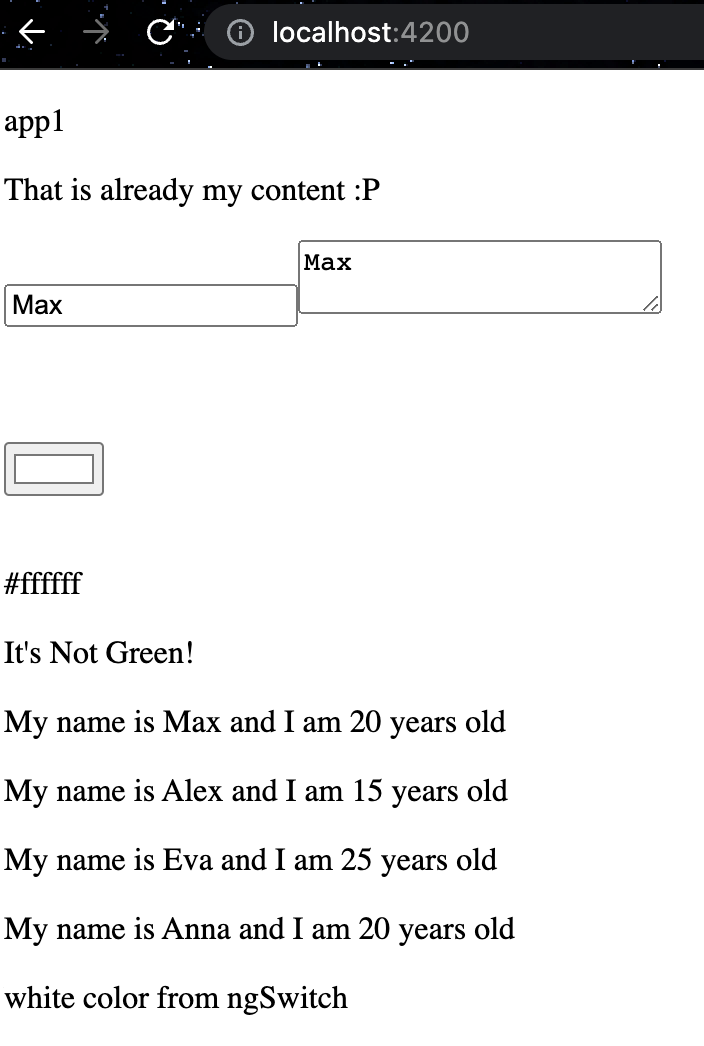 localhost:4200
app1
That is already my content :P
Max
Max
#ffffff
It's Not Green!
My name is Max and I am 20 years old
My name is Alex and I am 15 years old
My name is Eva and I am 25 years old
My name is Anna and I am 20 years old
white color from ngSwitch